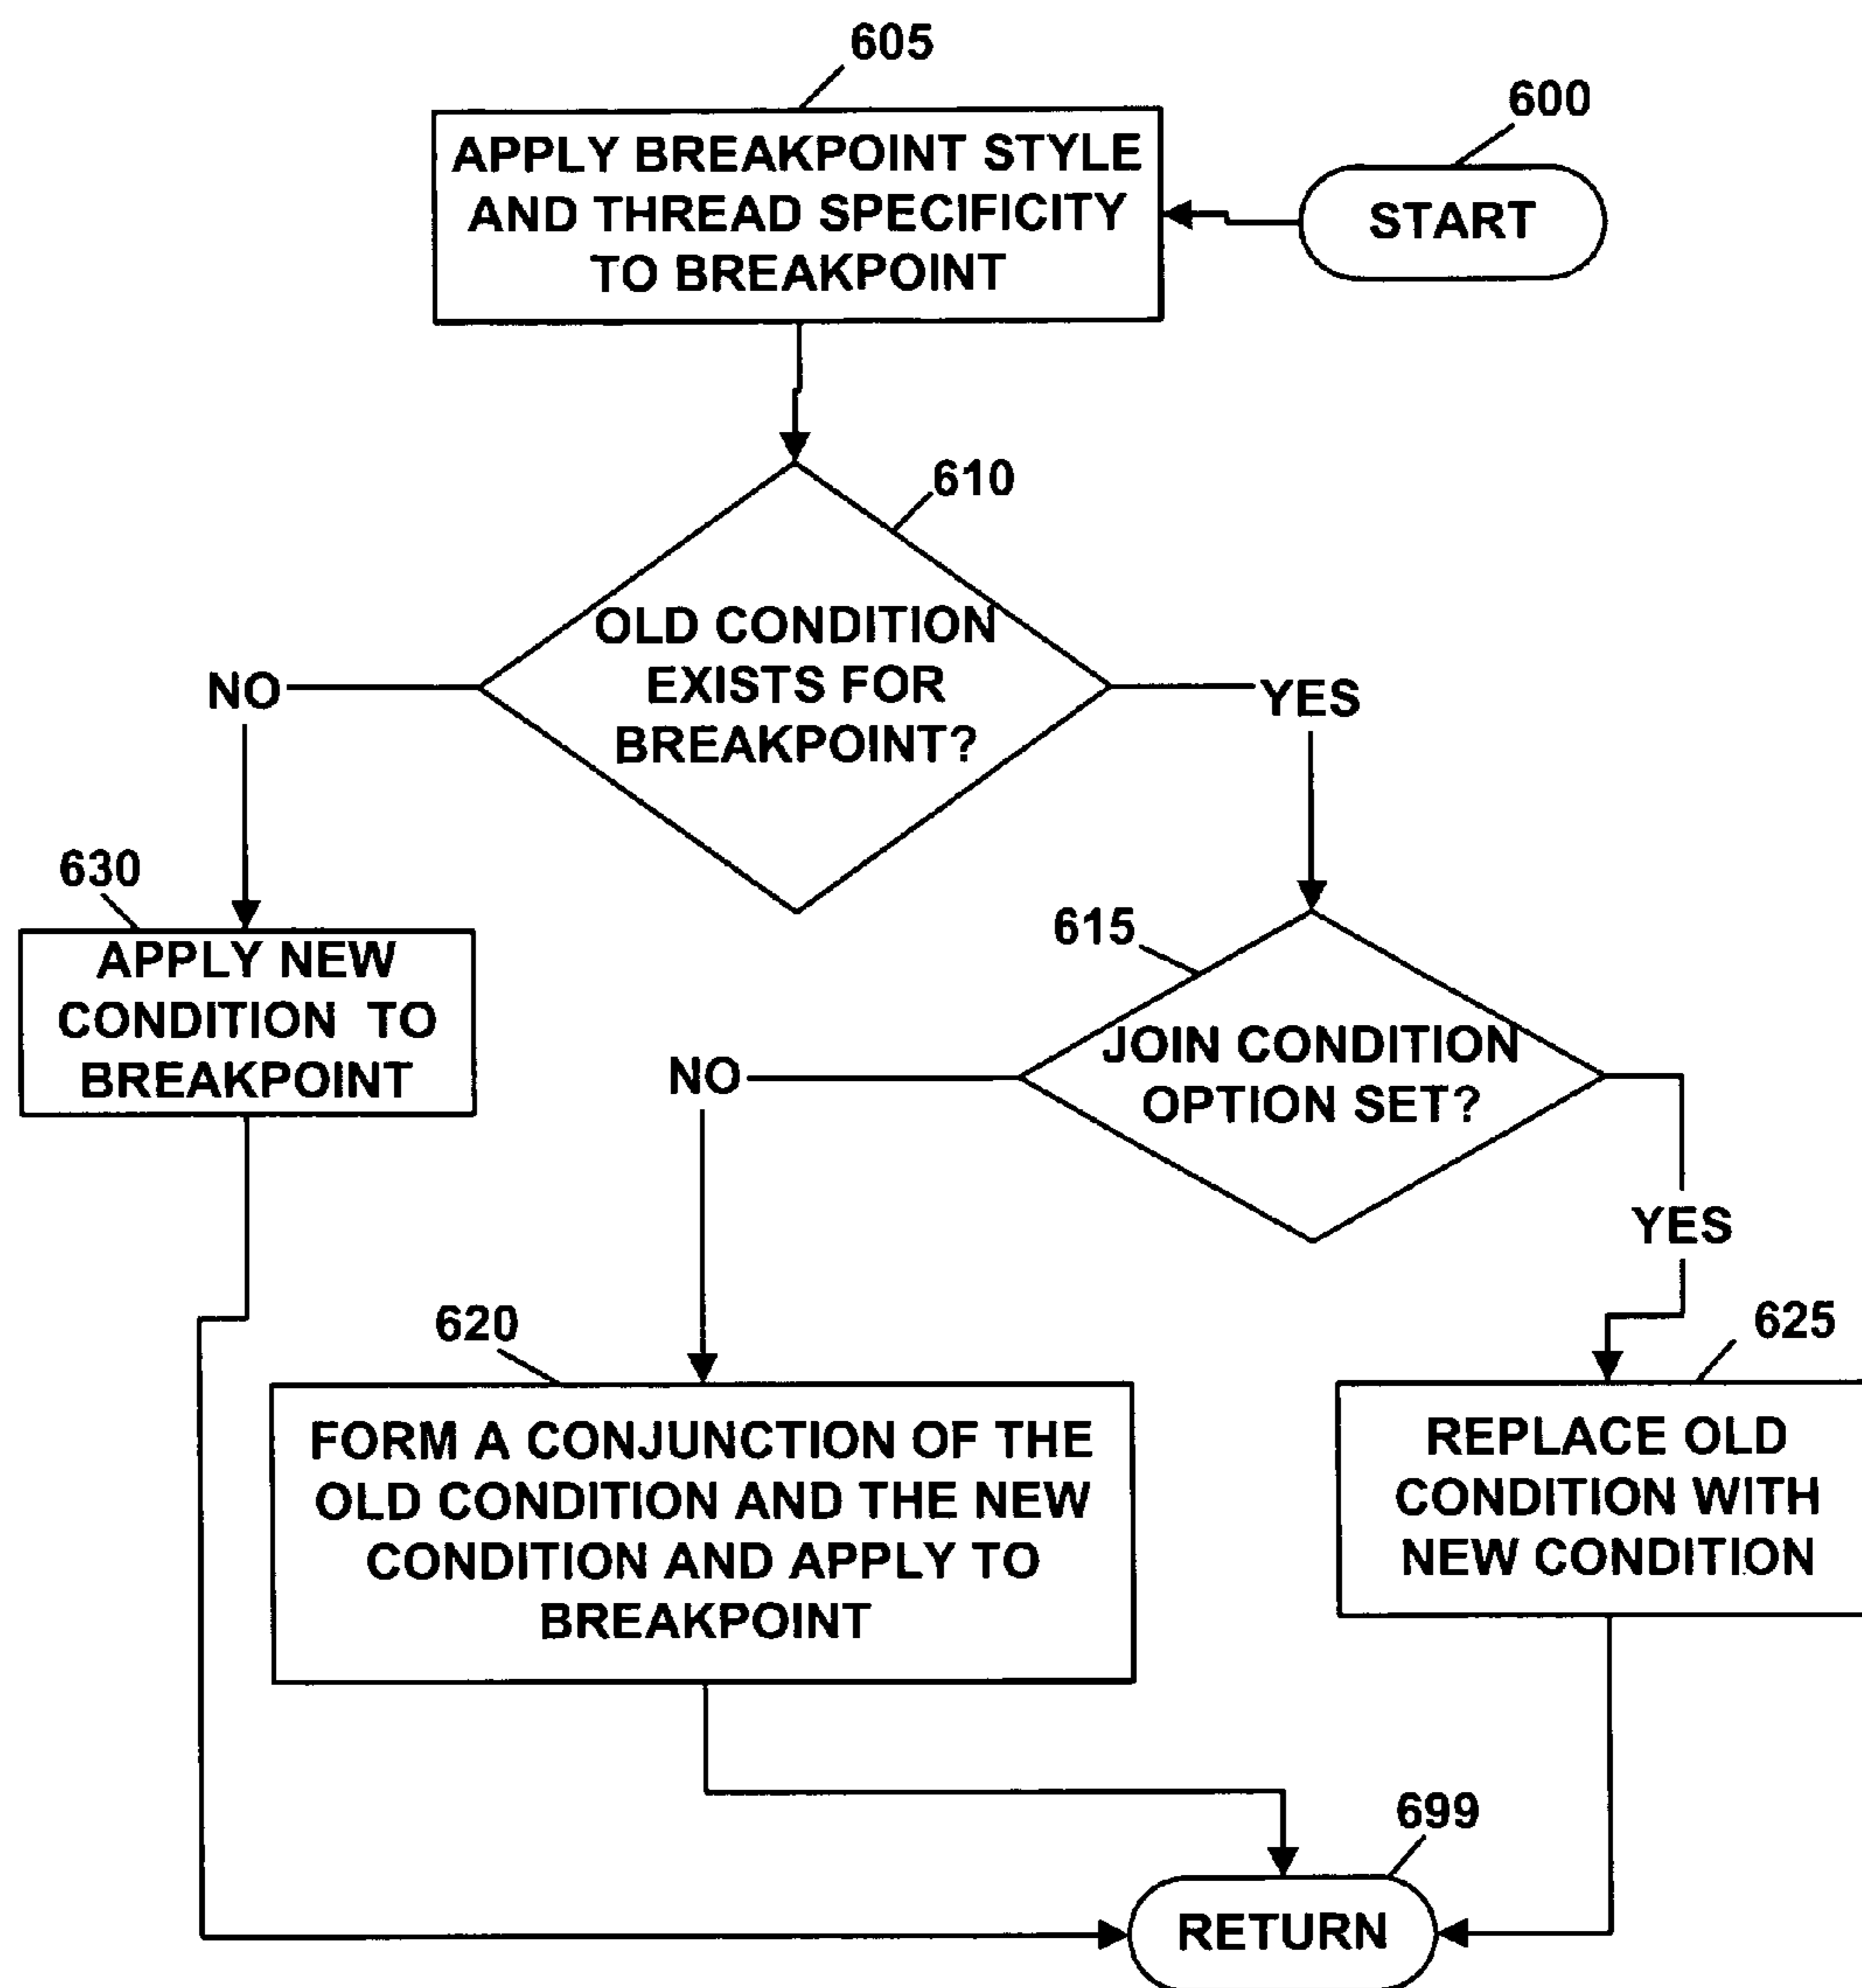 605
600
APPLY BREAKPOINT STYLE
AND THREAD SPECIFICITY
TO BREAKPOINT
START
610
OLD CONDITION
EXISTS FOR
BREAKPOINT?
NO
YES
630
APPLY NEW
CONDITION TO
BREAKPOINT
615
JOIN CONDITION
OPTION SET?
NO
YES
620
625
FORM A CONJUNCTION OF THE
OLD CONDITION AND THE NEW
CONDITION AND APPLY TO
BREAKPOINT
REPLACE OLD
CONDITION WITH
NEW CONDITION
699
RETURN